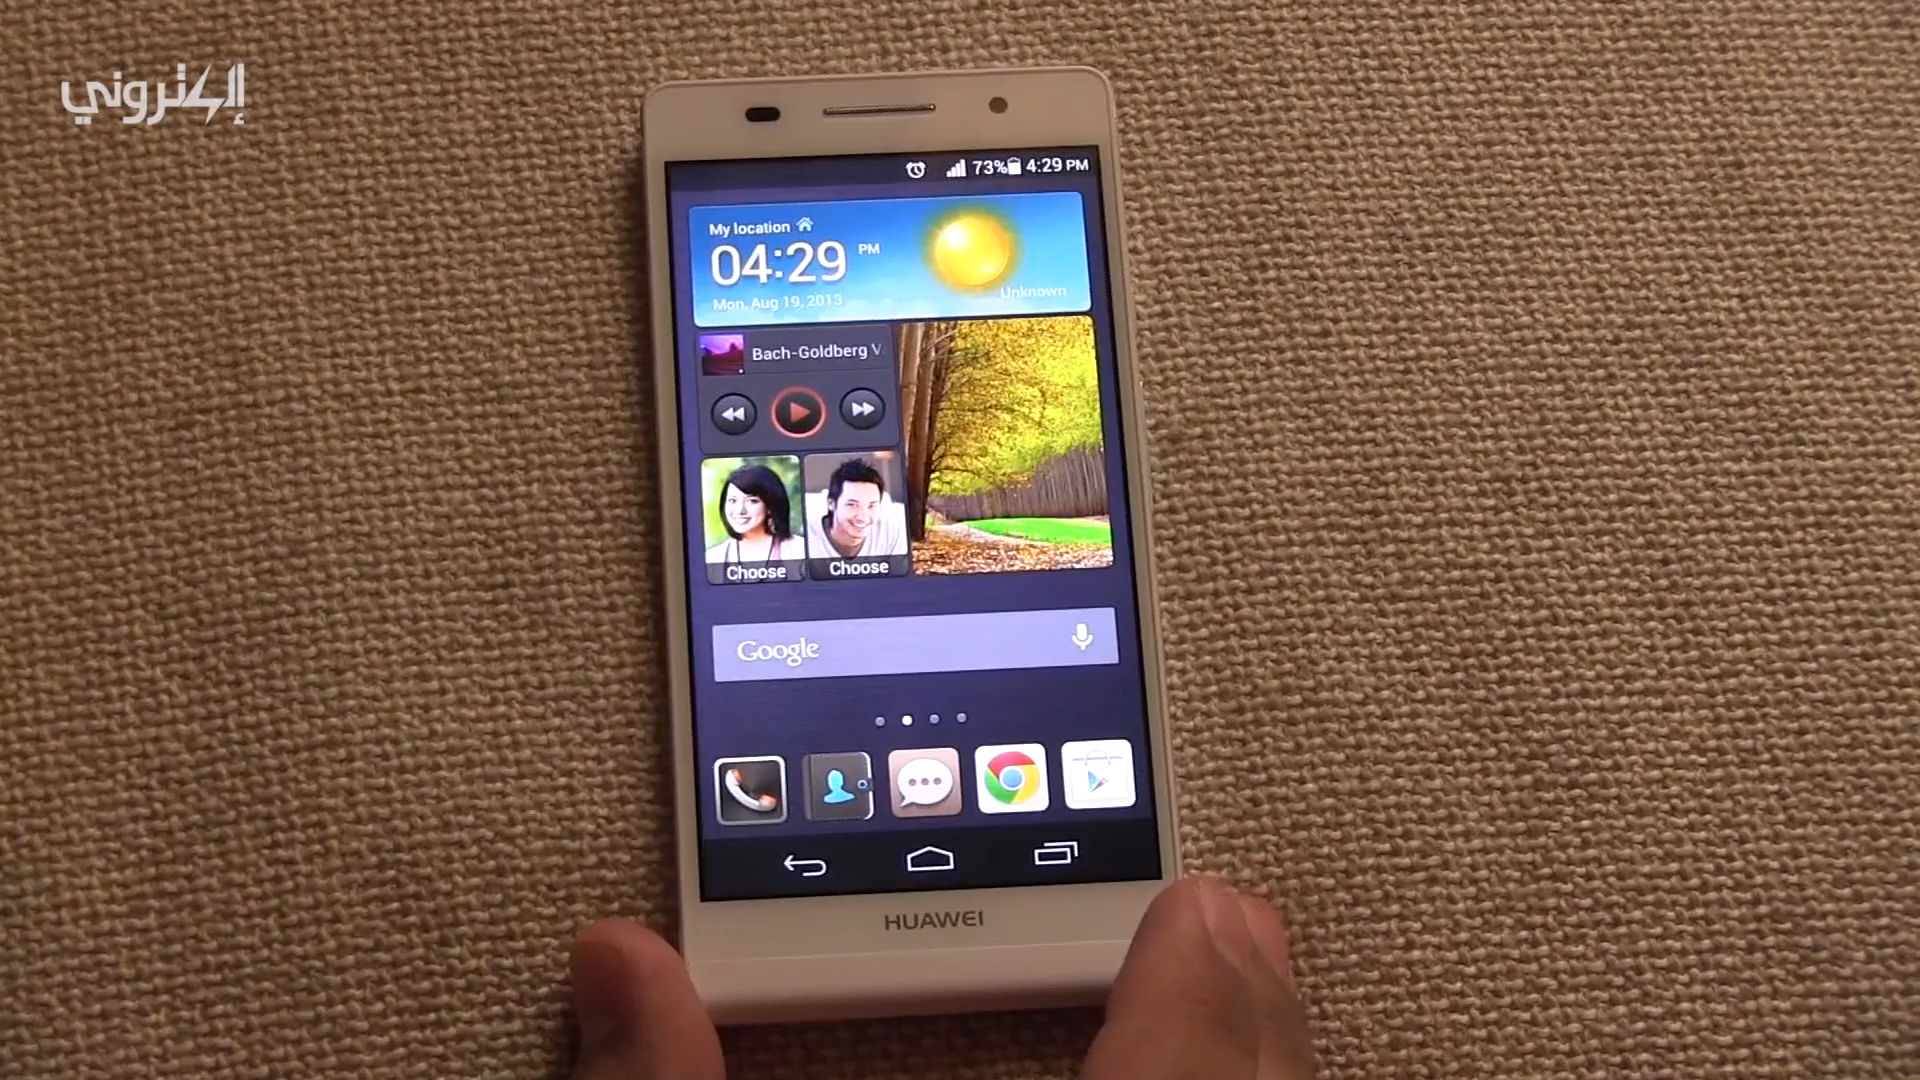 إلكتروني
73% 4:29 PM
My location
04:29 PM
Mon, Aug 19, 2013
Unknown
Bach-Goldberg V
Choose
Choose
Google
HUAWEI